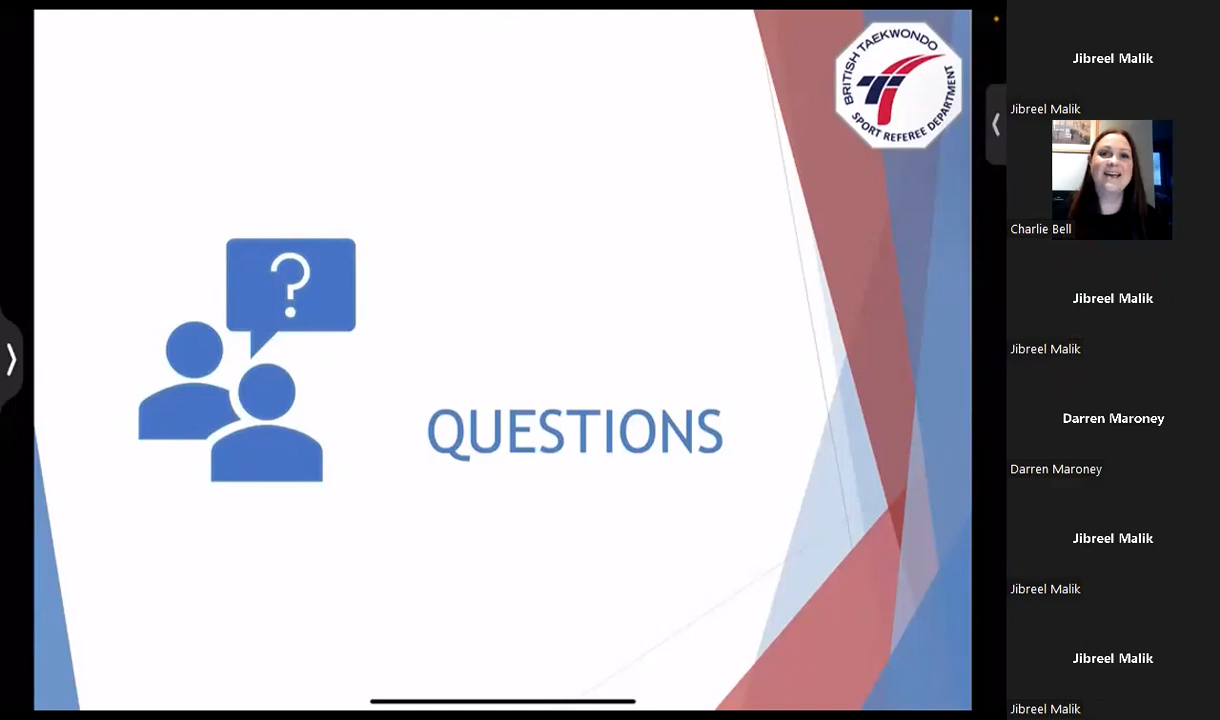 BRITISH TAEKWONDO
SPORT REFEREE DEPARTMENT
?
QUESTIONS
Jibreel Malik
Jibreel Malik
Charlie Bell
Jibreel Malik
Jibreel Malik
Darren Maroney
Darren Maroney
Jibreel Malik
Jibreel Malik
Jibreel Malik
Jibreel Malik